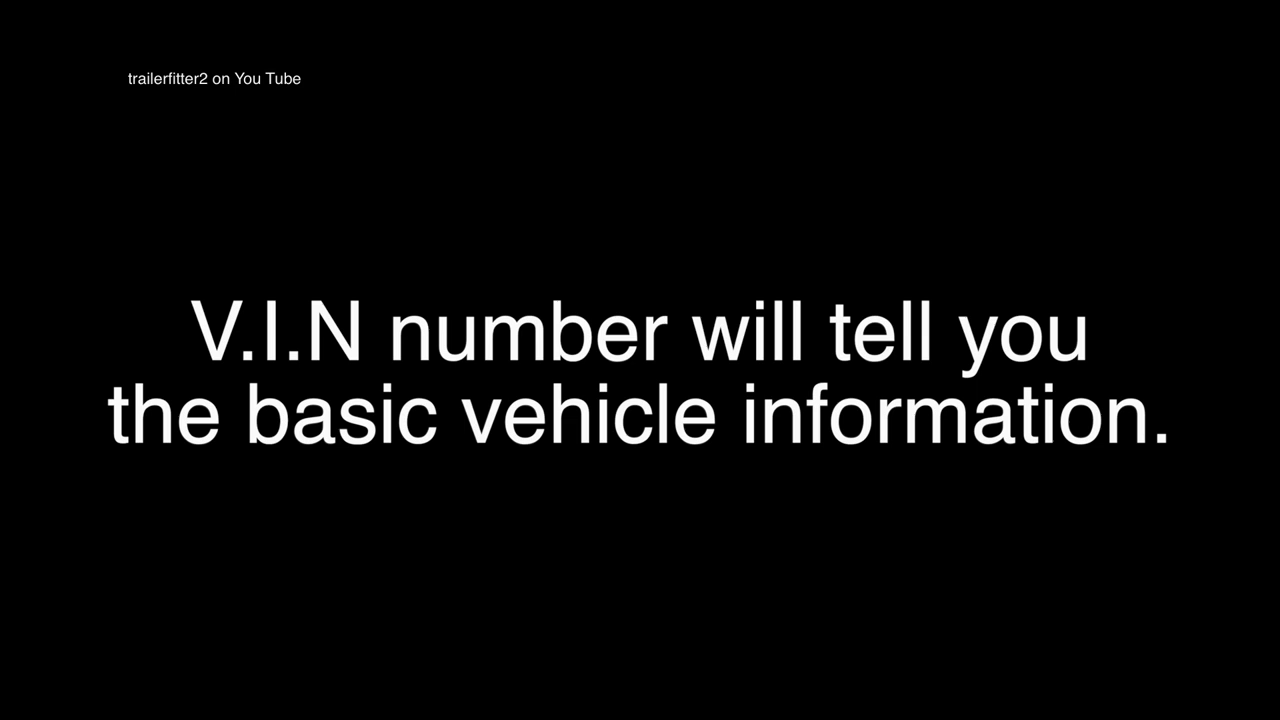 trailerfitter2 on You Tube
V.I.N number will tell you
the basic vehicle information.